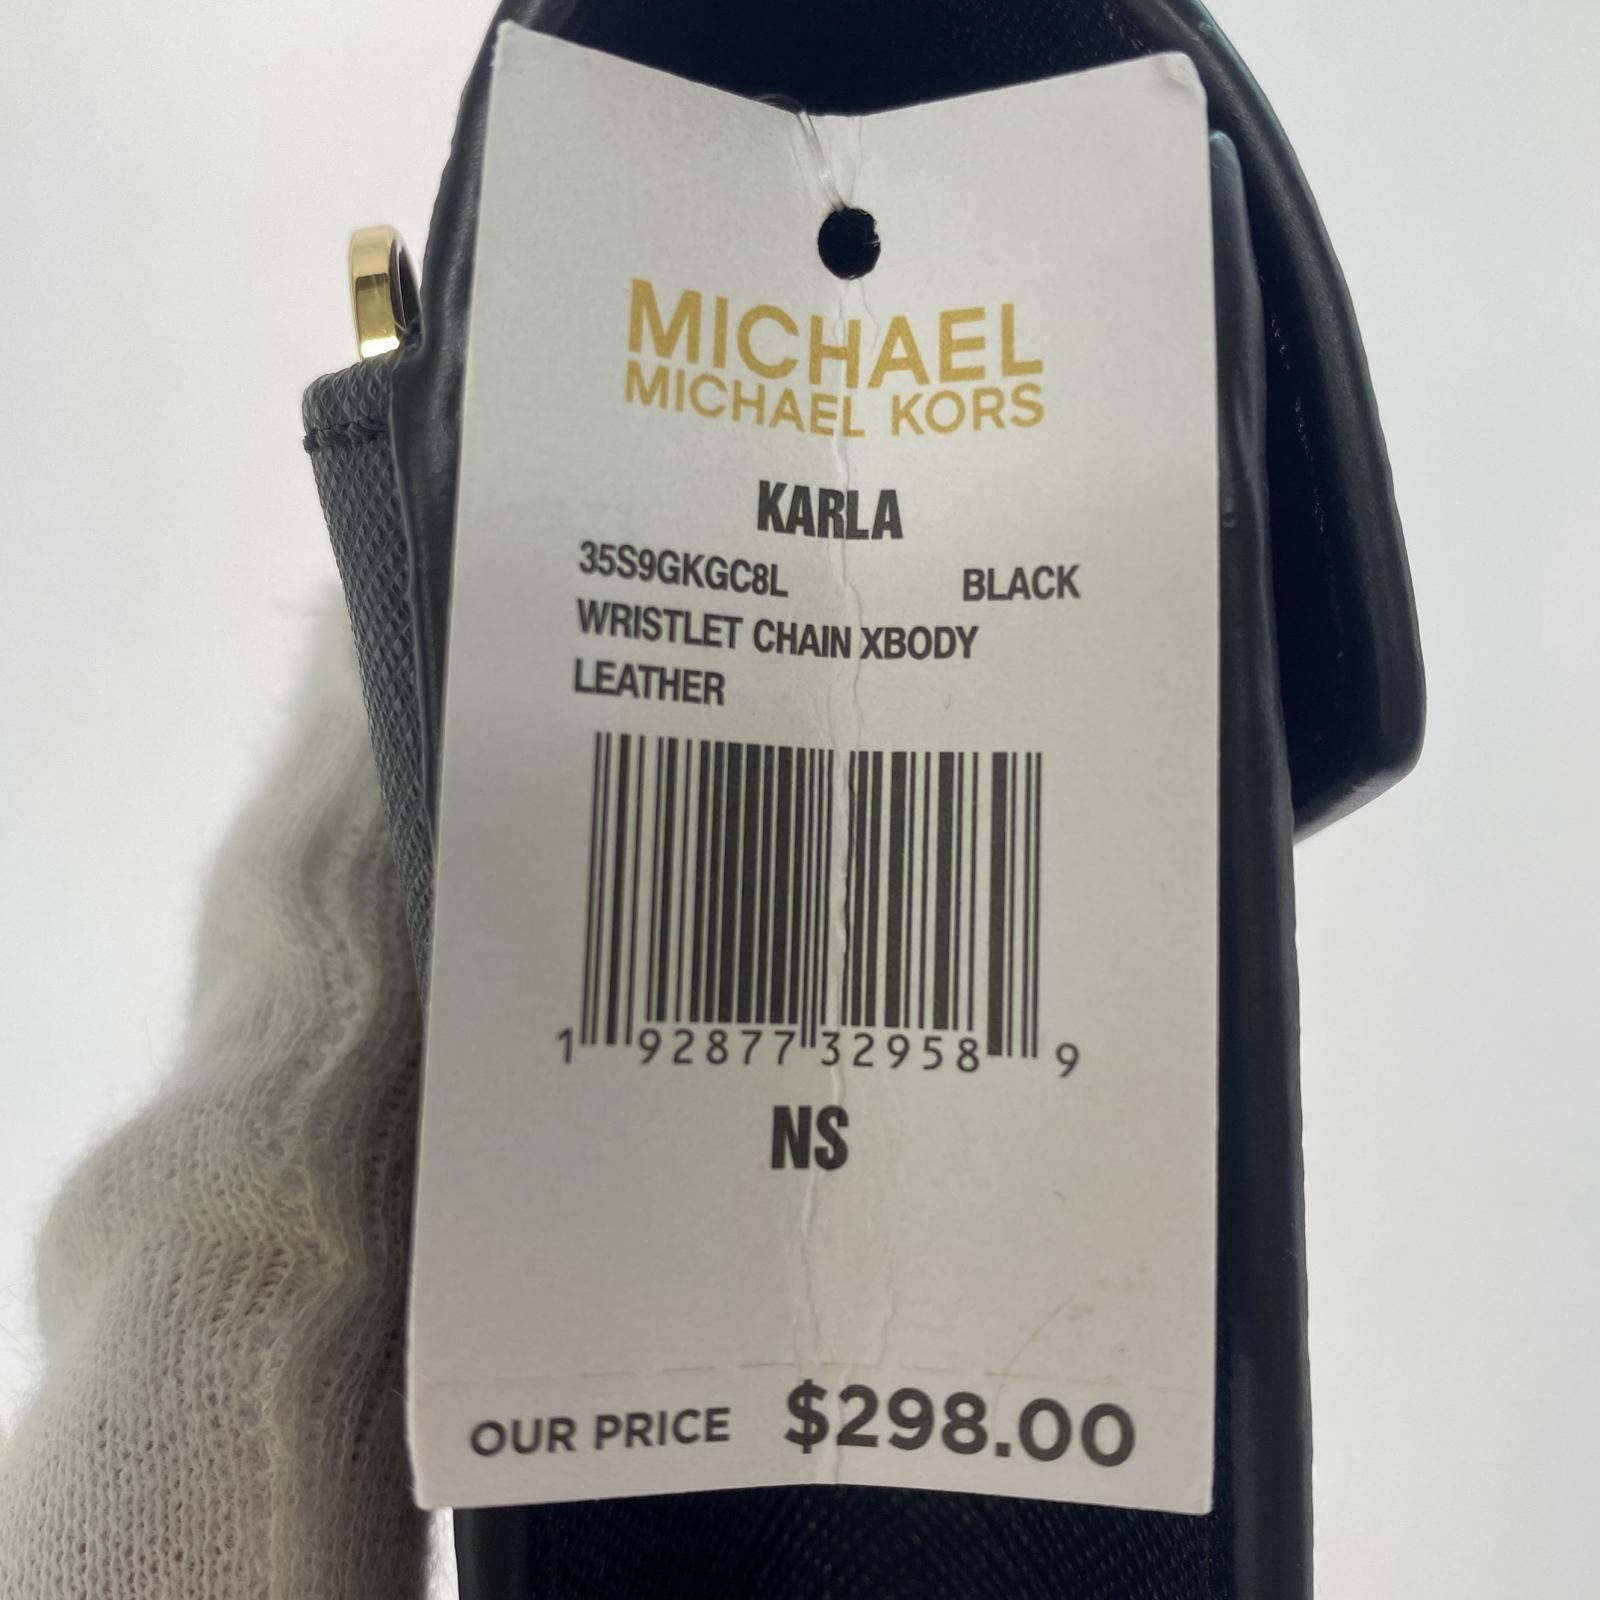 MICHAEL
MICHAEL KORS
KARLA
35S9GKGC8L BLACK
WRISTLET CHAIN XBODY
LEATHER
1 92877 32958 9
NS
OUR PRICE $298.00